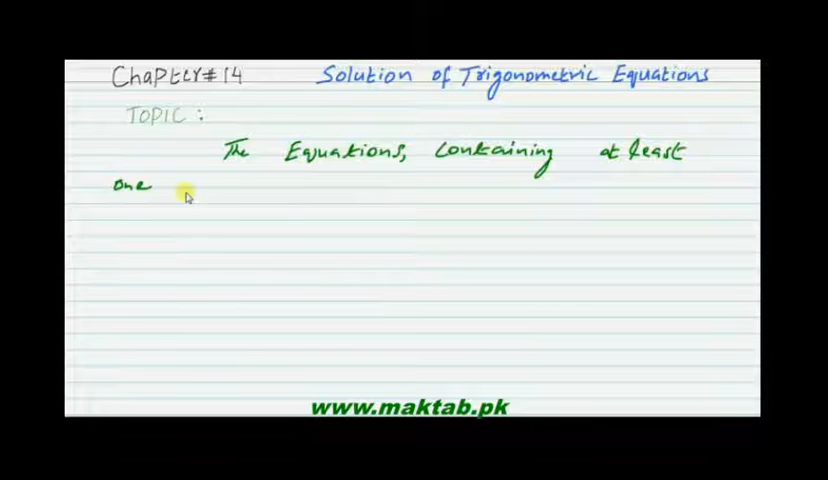 Chapter#14 Solution of Trigonometric Equations
TOPIC :
The Equations, Containing at least
one
www.maktab.pk